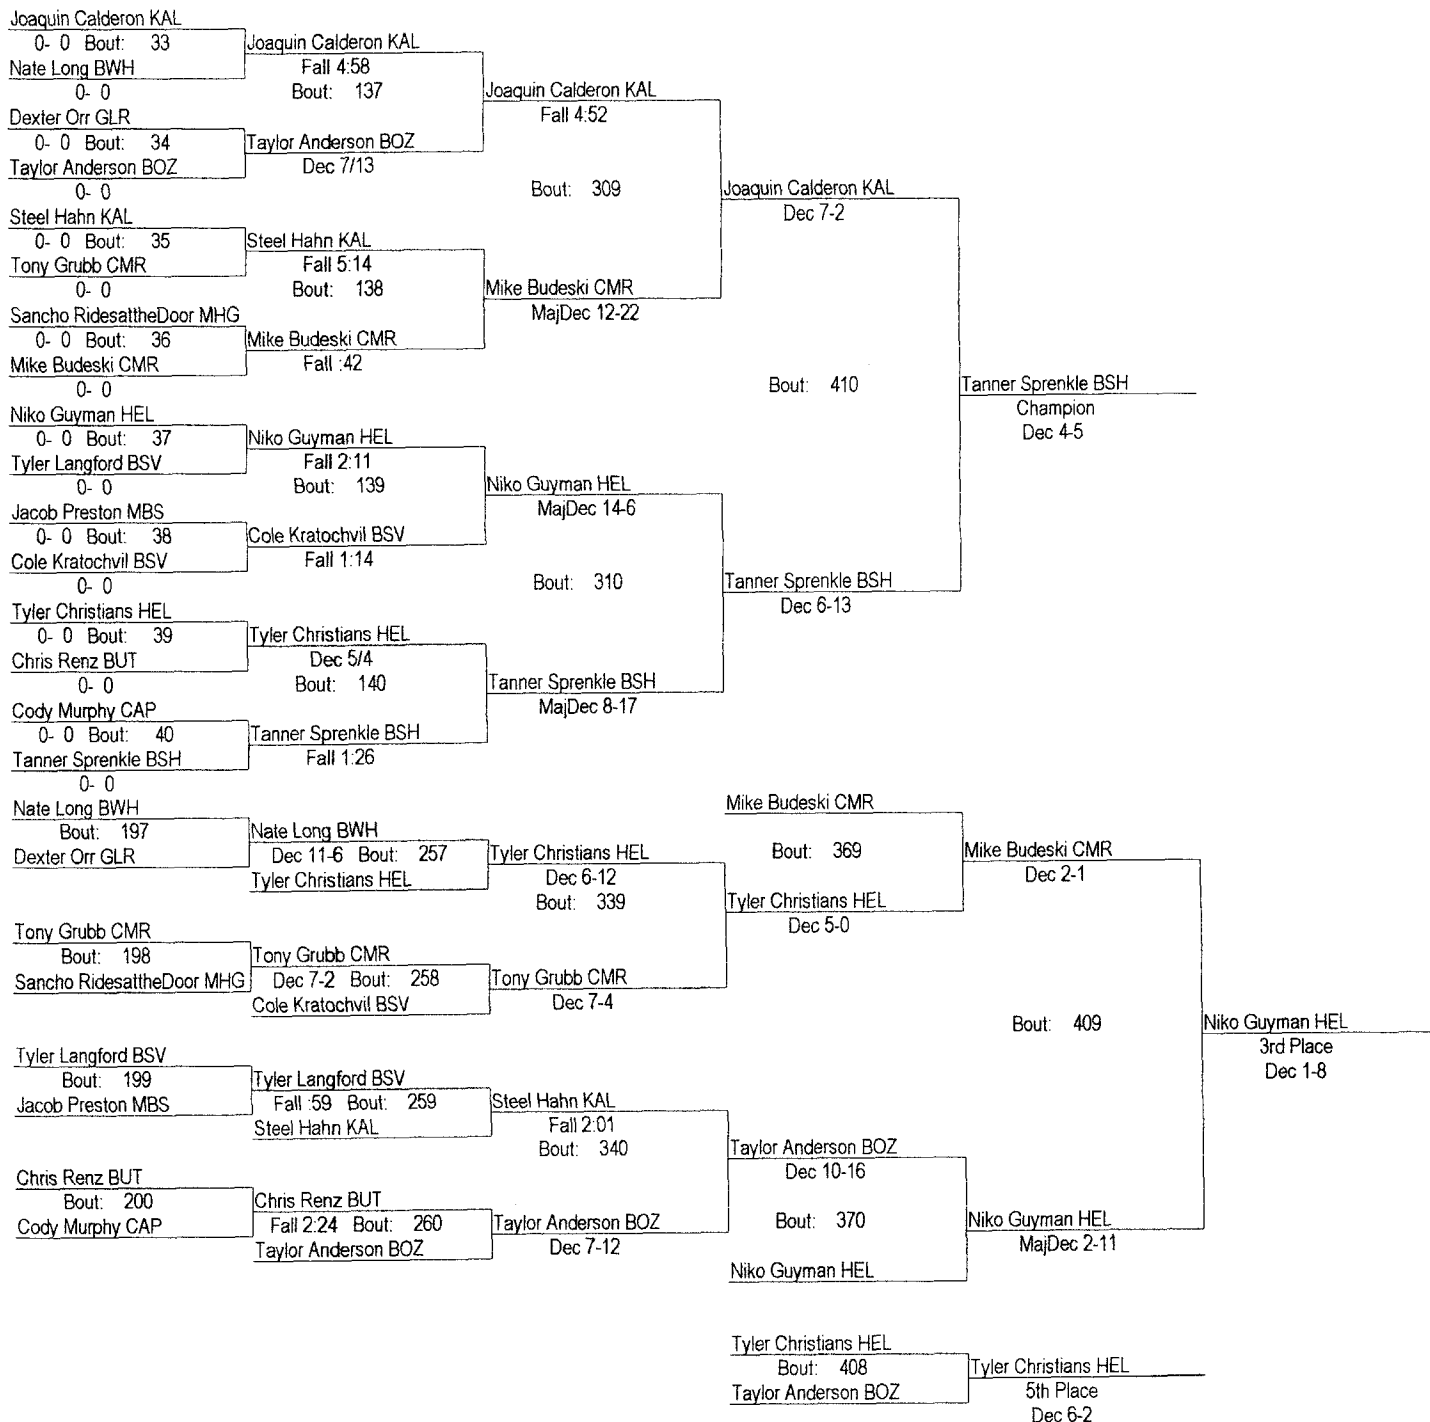 Joaquin Calderon KAL
0- 0 Bout: 33
Nate Long BWH
0- 0
Dexter Orr GLR
0- 0 Bout: 34
Taylor Anderson BOZ
0- 0
Steel Hahn KAL
0- 0 Bout: 35
Tony Grubb CMR
0- 0
Sancho RidesattheDoor MHG
0- 0 Bout: 36
Mike Budeski CMR
0- 0
Niko Guyman HEL
0- 0 Bout: 37
Tyler Langford BSV
0- 0
Jacob Preston MBS
0- 0 Bout: 38
Cole Kratochvil BSV
0- 0
Tyler Christians HEL
0- 0 Bout: 39
Chris Renz BUT
0- 0
Cody Murphy CAP
0- 0 Bout: 40
Tanner Sprenkle BSH
0- 0
Joaquin Calderon KAL
Fall 4:58
Bout: 137
Taylor Anderson BOZ
Dec 7/13
Steel Hahn KAL
Fall 5:14
Bout: 138
Mike Budeski CMR
Fall :42
Niko Guyman HEL
Fall 2:11
Bout: 139
Cole Kratochvil BSV
Fall 1:14
Tyler Christians HEL
Dec 5/4
Bout: 140
Tanner Sprenkle BSH
Fall 1:26
Joaquin Calderon KAL
Fall 4:52
Bout: 309
Mike Budeski CMR
MajDec 12-22
Niko Guyman HEL
MajDec 14-6
Bout: 310
Tanner Sprenkle BSH
MajDec 8-17
Joaquin Calderon KAL
Dec 7-2
Bout: 410
Tanner Sprenkle BSH
Dec 6-13
Tanner Sprenkle BSH
Champion
Dec 4-5
Nate Long BWH
Bout: 197
Dexter Orr GLR
Tony Grubb CMR
Bout: 198
Sancho RidesattheDoor MHG
Tyler Langford BSV
Bout: 199
Jacob Preston MBS
Chris Renz BUT
Bout: 200
Cody Murphy CAP
Nate Long BWH
Dec 11-6 Bout: 257
Tyler Christians HEL
Tony Grubb CMR
Dec 7-2 Bout: 258
Cole Kratochvil BSV
Tyler Langford BSV
Fall :59 Bout: 259
Steel Hahn KAL
Chris Renz BUT
Fall 2:24 Bout: 260
Taylor Anderson BOZ
Tyler Christians HEL
Dec 6-12
Bout: 339
Tony Grubb CMR
Dec 7-4
Steel Hahn KAL
Fall 2:01
Bout: 340
Taylor Anderson BOZ
Dec 7-12
Mike Budeski CMR
Bout: 369
Tyler Christians HEL
Dec 5-0
Taylor Anderson BOZ
Dec 10-16
Bout: 370
Niko Guyman HEL
Mike Budeski CMR
Dec 2-1
Bout: 409
Niko Guyman HEL
MajDec 2-11
Niko Guyman HEL
3rd Place
Dec 1-8
Tyler Christians HEL
Bout: 408
Taylor Anderson BOZ
Tyler Christians HEL
5th Place
Dec 6-2